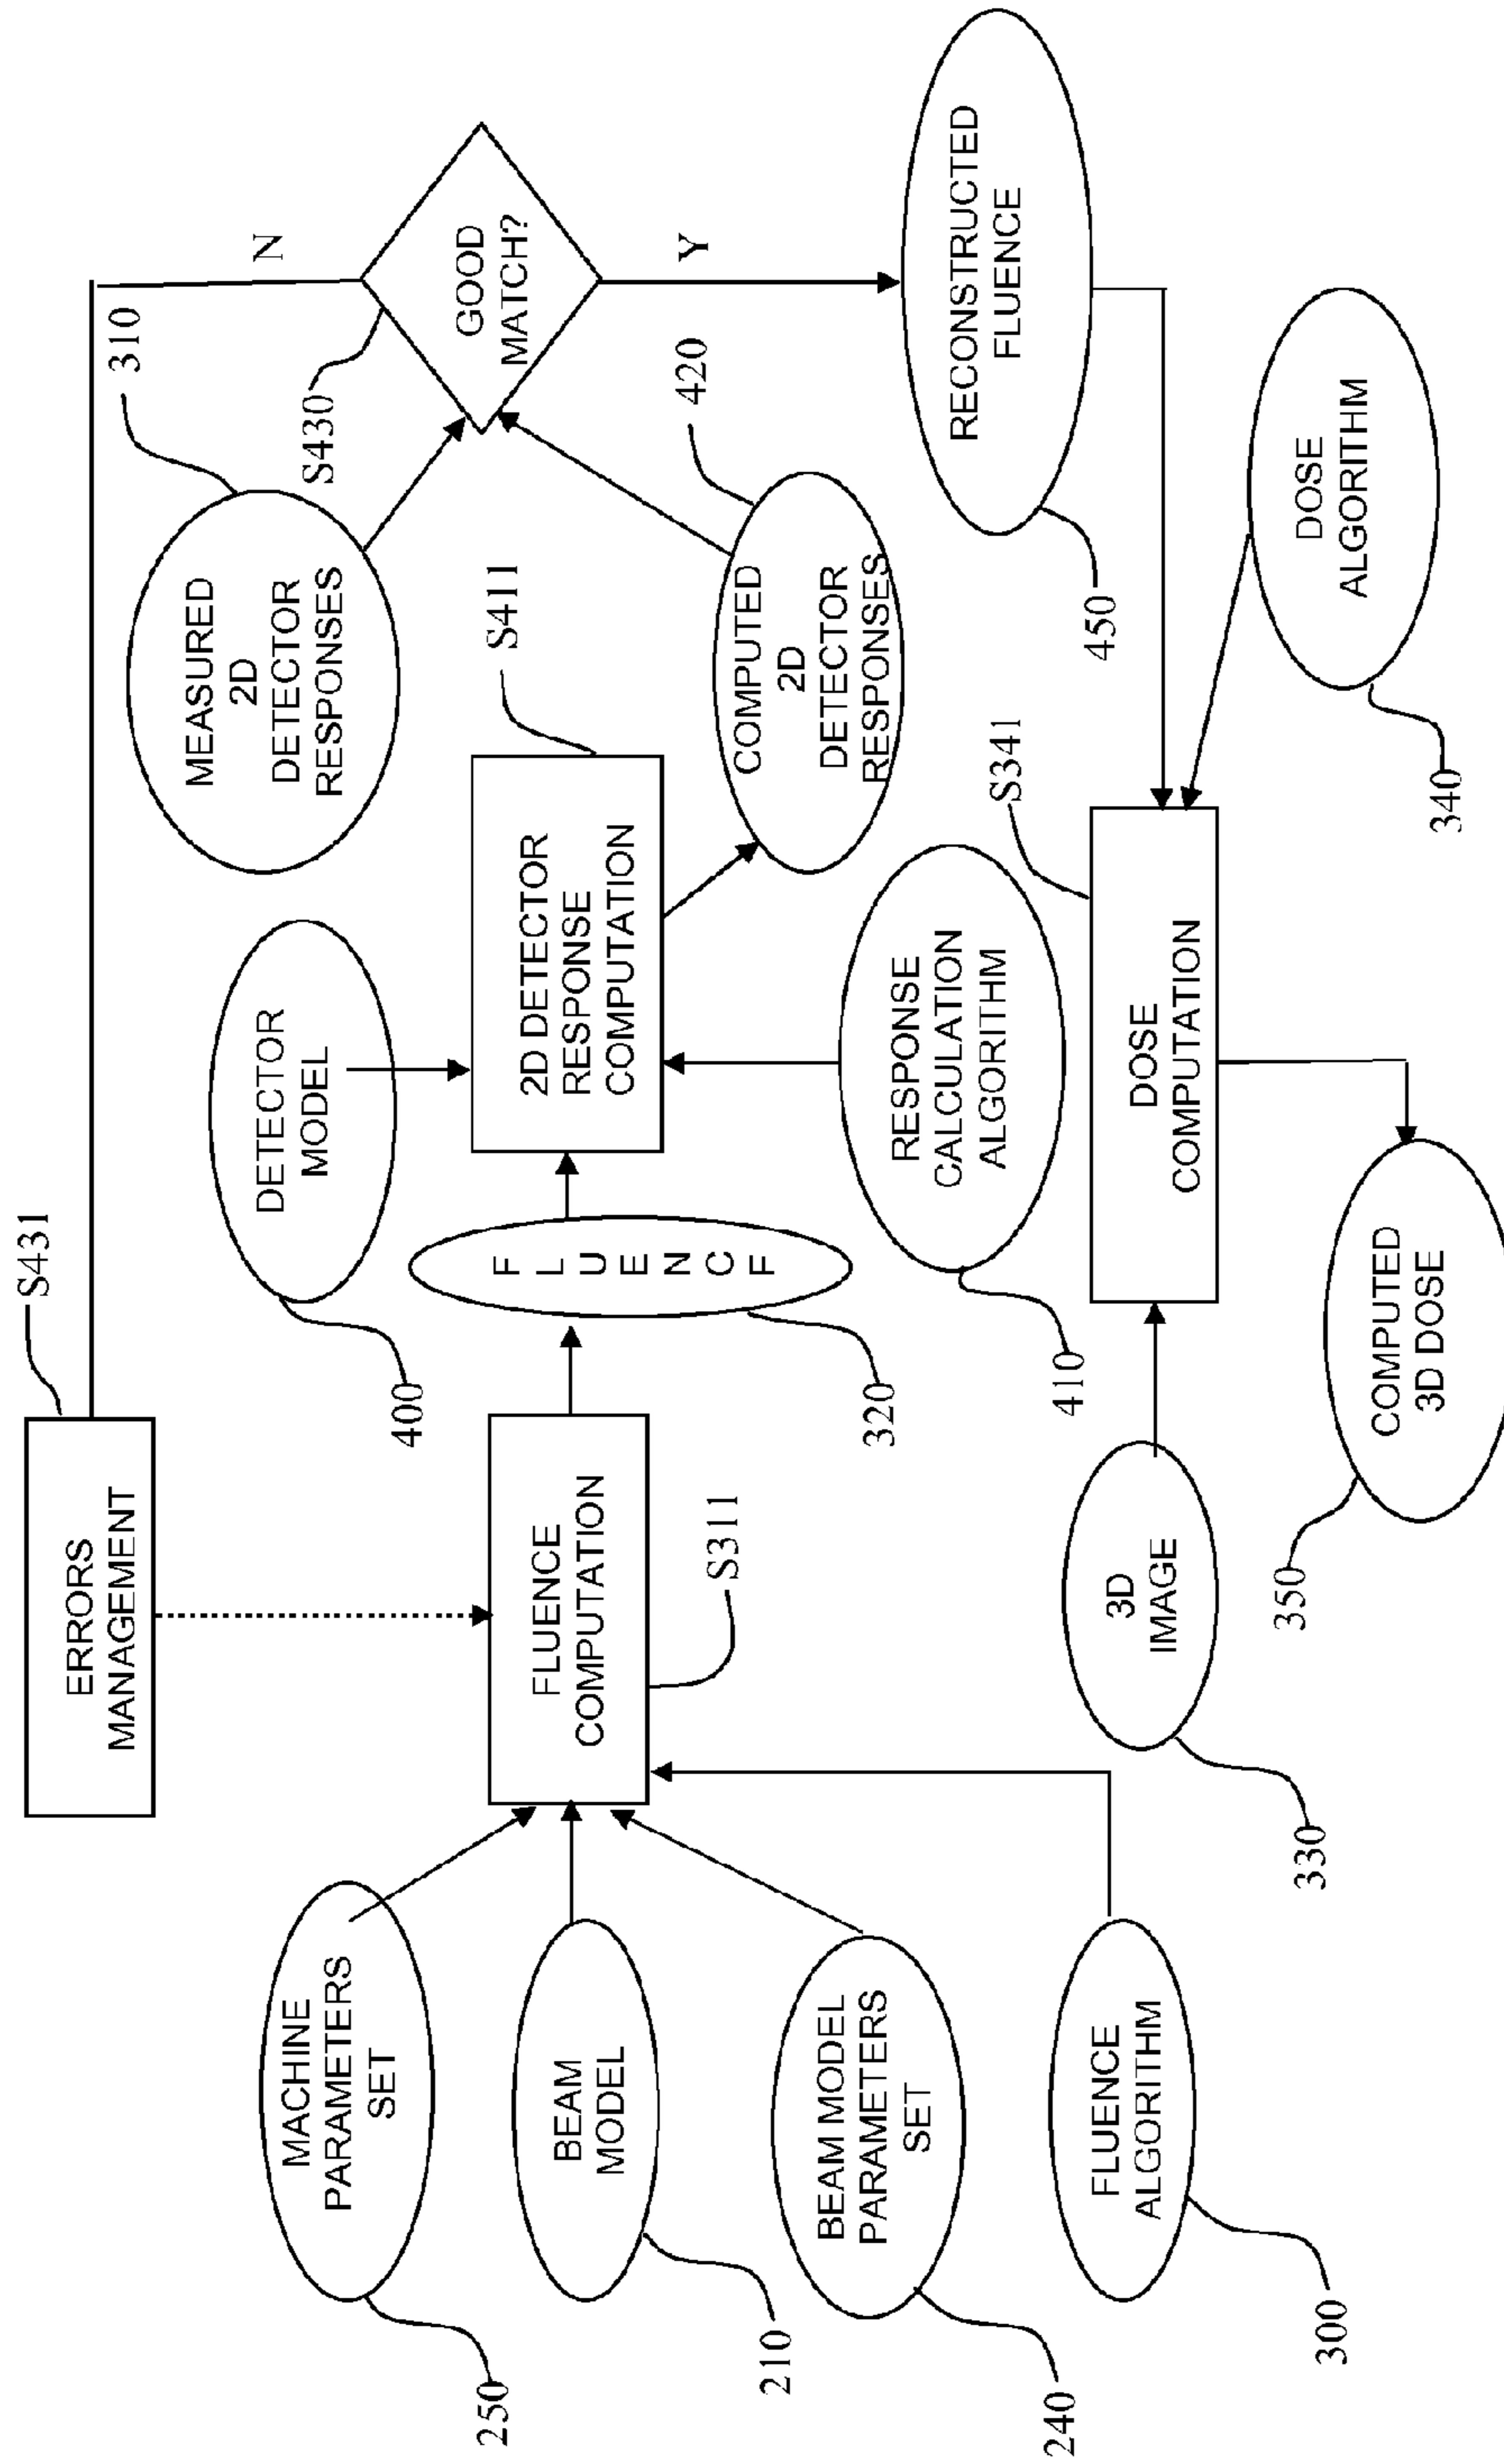 S431
ERRORS
MANAGEMENT
MACHINE
PARAMETERS
SET
250
BEAM
MODEL
210
BEAM MODEL
PARAMETERS
SET
240
FLUENCE
ALGORITHM
300
FLUENCE
COMPUTATION
S311
F
L
U
E
N
C
F
320
DETECTOR
MODEL
400
2D DETECTOR
RESPONSE
COMPUTATION
S411
RESPONSE
CALCULATION
ALGORITHM
410
MEASURED
2D
DETECTOR
RESPONSES
310
COMPUTED
2D
DETECTOR
RESPONSES
420
S430
GOOD
MATCH?
N
Y
RECONSTRUCTED
FLUENCE
450
3D
IMAGE
330
DOSE
COMPUTATION
S341
DOSE
ALGORITHM
340
COMPUTED
3D DOSE
350